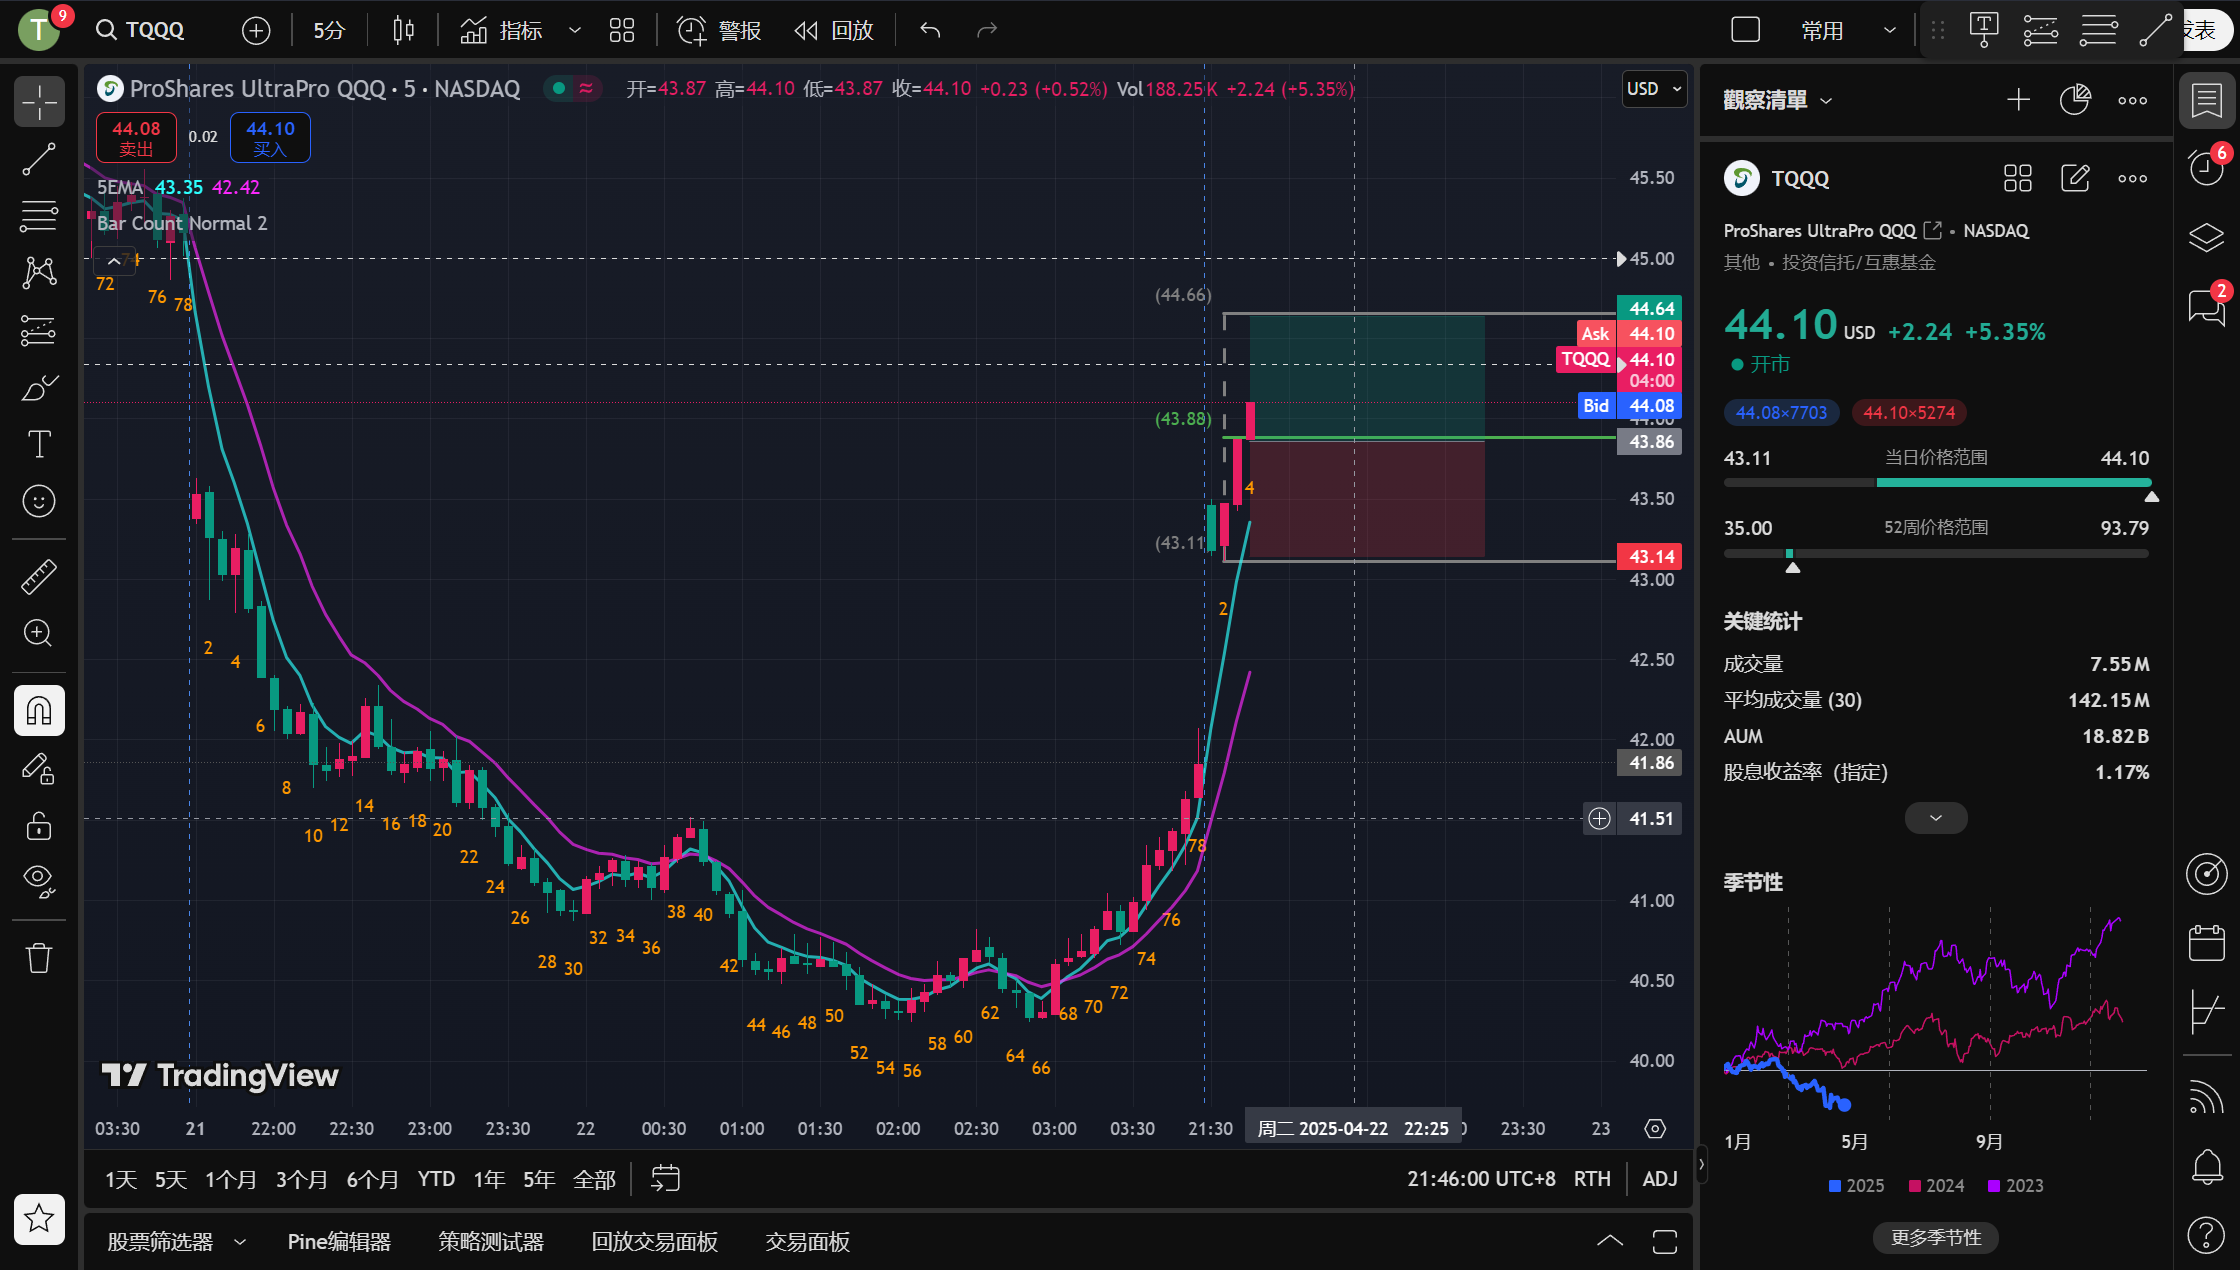 T 9 TQQQ 5分 指标 警报 回放 常用 发表
ProShares UltraPro QQQ · 5 · NASDAQ 开=43.87 高=44.10 低=43.87 收=44.10 +0.23 (+0.52%) Vol188.25 K +2.24 (+5.35%)
USD
44.08 卖出
0.02
44.10 买入
5EMA 43.35 42.42
Bar Count Normal 2
72 74 76 78
2 4 6 8 10 12 14 16 18 20 22 24 26 28 30 32 34 36 38 40 42 44 46 48 50 52 54 56 58 60 62 64 66 68 70 72 74 76 78
2 4
(44.66)
(43.88)
(43.11
45.50
45.00
44.64
Ask 44.10
TQQQ 44.10
04:00
Bid 44.08
44.00
43.86
43.50
43.14
43.00
42.50
42.00
41.86
41.51
41.00
40.50
40.00
TradingView
03:30 21 22:00 22:30 23:00 23:30 22 00:30 01:00 01:30 02:00 02:30 03:00 03:30 21:30 周二 2025-04-22 22:25 23:30 23
1天 5天 1个月 3个月 6个月 YTD 1年 5年 全部
21:46:00 UTC+8 RTH ADJ
股票筛选器 Pine编辑器 策略测试器 回放交易面板 交易面板
觀察清單
TQQQ
ProShares UltraPro QQQ • NASDAQ
其他 • 投资信托/互惠基金
44.10 USD +2.24 +5.35%
开市
44.08×7703 44.10×5274
43.11 当日价格范围 44.10
35.00 52周价格范围 93.79
关键统计
成交量 7.55M
平均成交量 (30) 142.15M
AUM 18.82B
股息收益率（指定） 1.17%
季节性
1月 5月 9月
2025 2024 2023
更多季节性
6
2